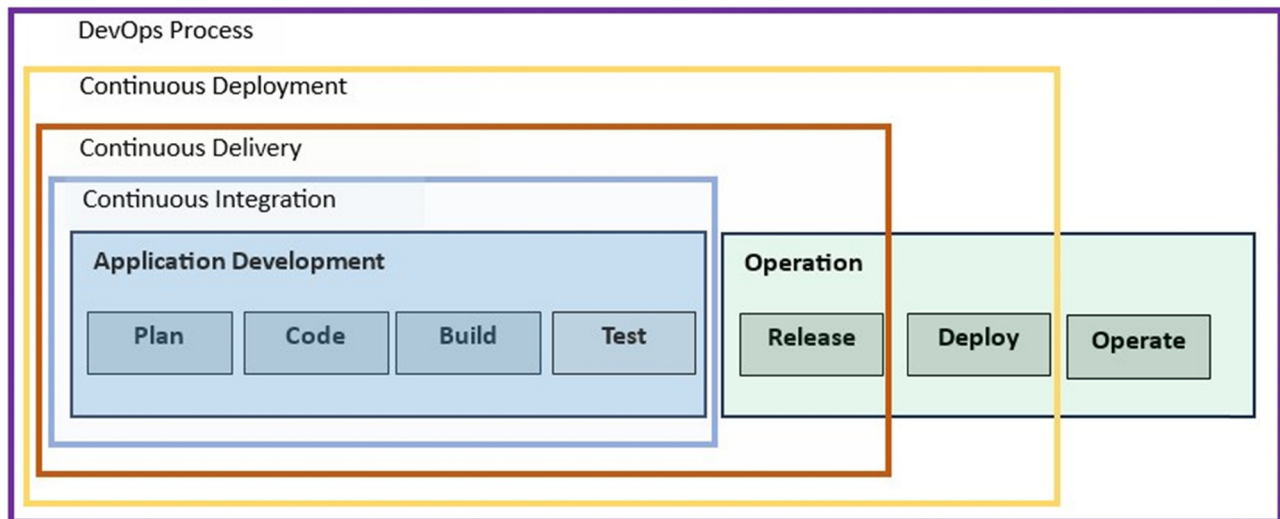 DevOps Process
Continuous Deployment
Continuous Delivery
Continuous Integration
Application Development
Plan
Code
Build
Test
Operation
Release
Deploy
Operate